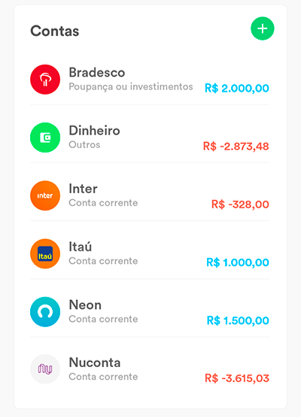 Contas
+
Bradesco
Poupança ou investimentos R$ 2.000,00
Dinheiro
Outros R$ -2.873,48
inter Inter
Conta corrente R$ -328,00
Itaú Itaú
Conta corrente R$ 1.000,00
Neon
Conta corrente R$ 1.500,00
nu Nuconta
Conta corrente R$ -3.615,03